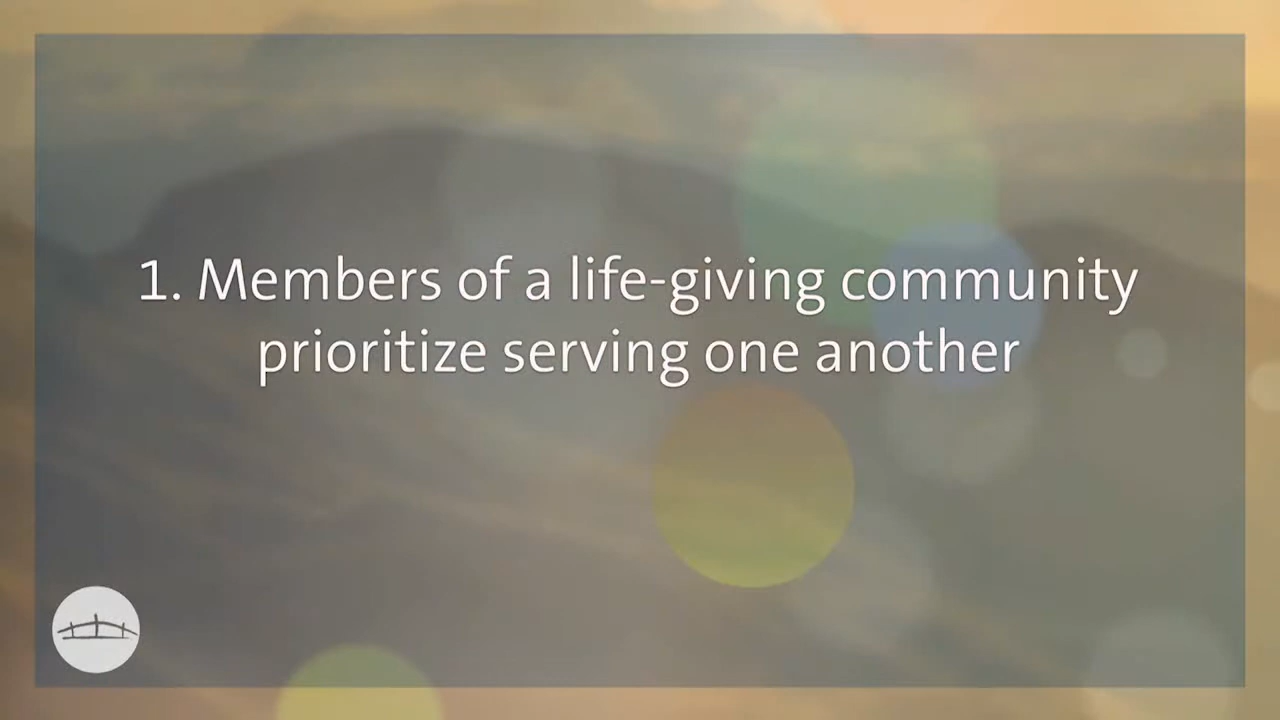 1. Members of a life-giving community
prioritize serving one another